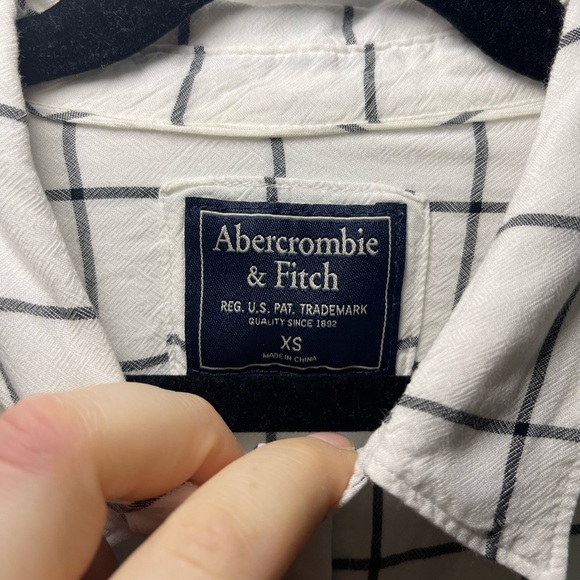 Abercrombie
& Fitch
REG. U.S. PAT. TRADEMARK
QUALITY SINCE 1892
XS
MADE IN CHINA